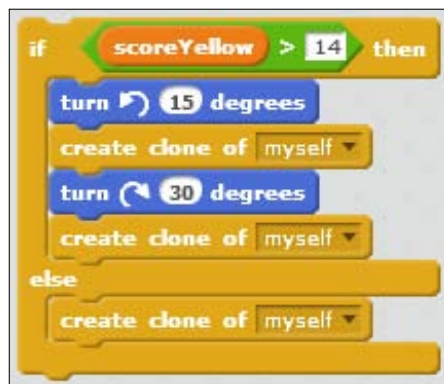 if scoreYellow > 14 then
turn 15 degrees
create clone of myself
turn 30 degrees
create clone of myself
else
create clone of myself